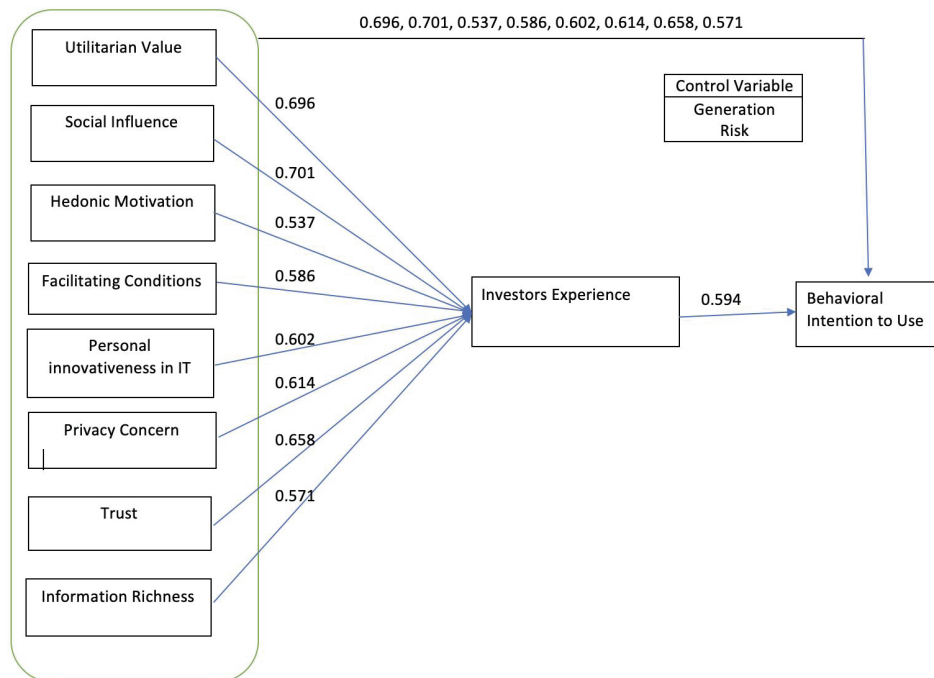 0.696, 0.701, 0.537, 0.586, 0.602, 0.614, 0.658, 0.571
Utilitarian Value
Social Influence
Hedonic Motivation
Facilitating Conditions
Personal
innovativeness in IT
Privacy Concern
Trust
Information Richness
0.696
0.701
0.537
0.586
0.602
0.614
0.658
0.571
Investors Experience
0.594
Control Variable
Generation
Risk
Behavioral
Intention to Use